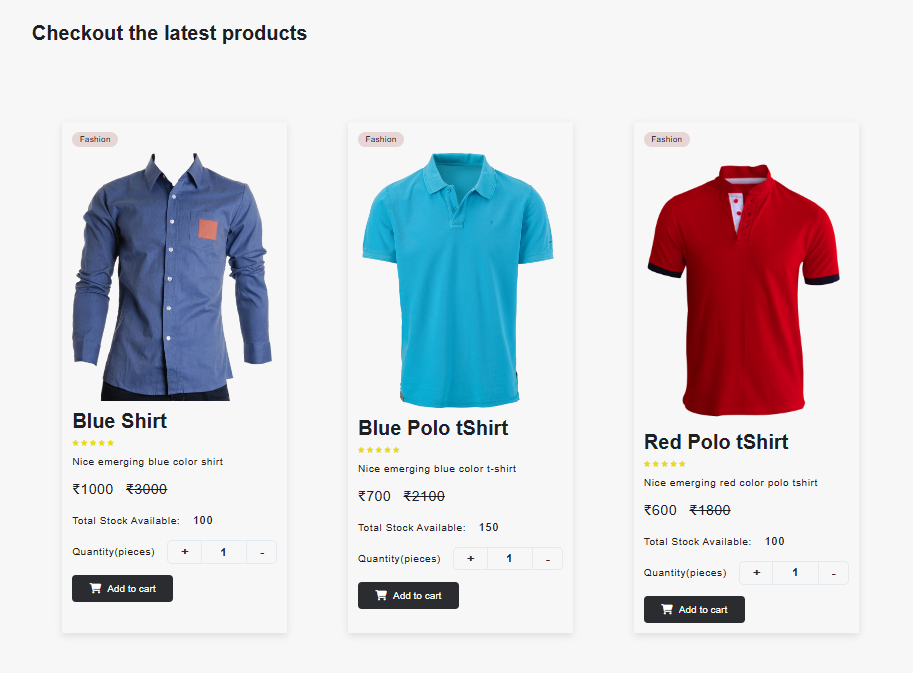 Checkout the latest products
Fashion
Blue Shirt
Nice emerging blue color shirt
₹1000 ₹3000
Total Stock Available: 100
Quantity(pieces) + 1 -
Add to cart
Fashion
Blue Polo tShirt
Nice emerging blue color t-shirt
₹700 ₹2100
Total Stock Available: 150
Quantity(pieces) + 1 -
Add to cart
Fashion
Red Polo tShirt
Nice emerging red color polo tshirt
₹600 ₹1800
Total Stock Available: 100
Quantity(pieces) + 1 -
Add to cart